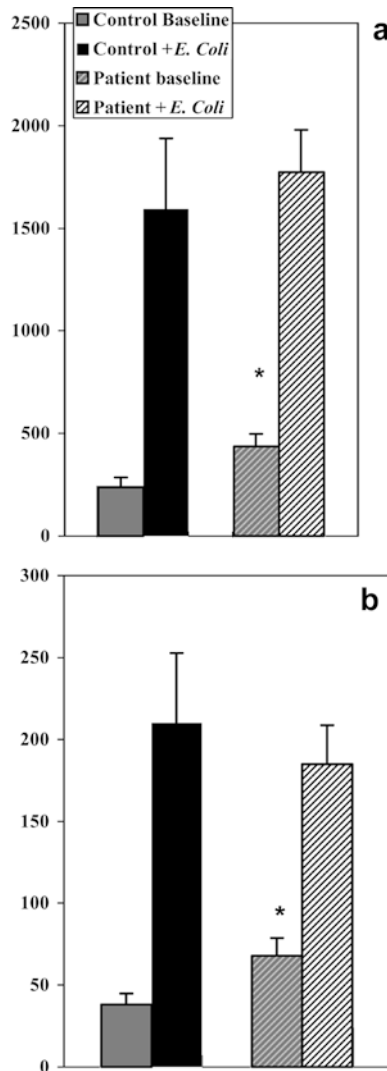 2500
a
Control Baseline
Control +E. Coli
Patient baseline
Patient + E. Coli
2000
1500
1000
*
500
0
300
b
250
200
150
100
*
50
0